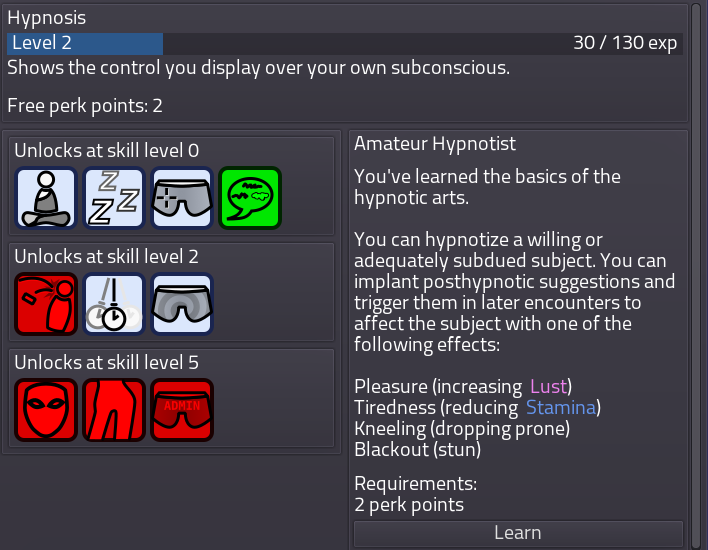 Hypnosis
Level 2 30 / 130 exp
Shows the control you display over your own subconscious.
Free perk points: 2
Unlocks at skill level 0
Z Z Z
Unlocks at skill level 2
Unlocks at skill level 5
ADMIN
Amateur Hypnotist
You've learned the basics of the
hypnotic arts.
You can hypnotize a willing or
adequately subdued subject. You can
implant posthypnotic suggestions and
trigger them in later encounters to
affect the subject with one of the
following effects:
Pleasure (increasing Lust)
Tiredness (reducing Stamina)
Kneeling (dropping prone)
Blackout (stun)
Requirements:
2 perk points
Learn